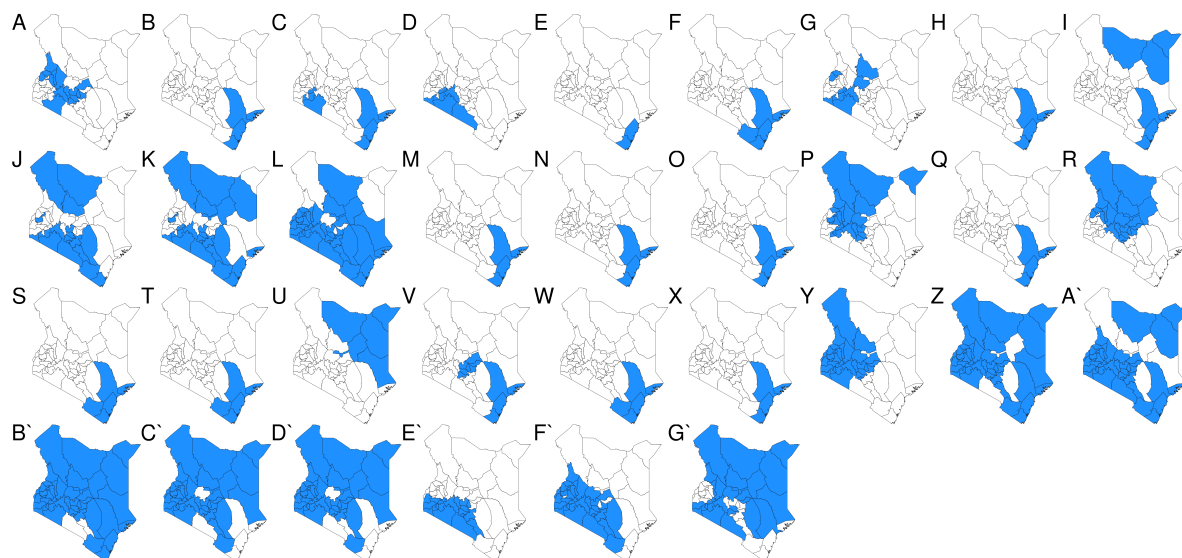 A B C D E F G H I
J K L M N O P Q R
S T U V W X Y Z A`
B` C` D` E` F` G`